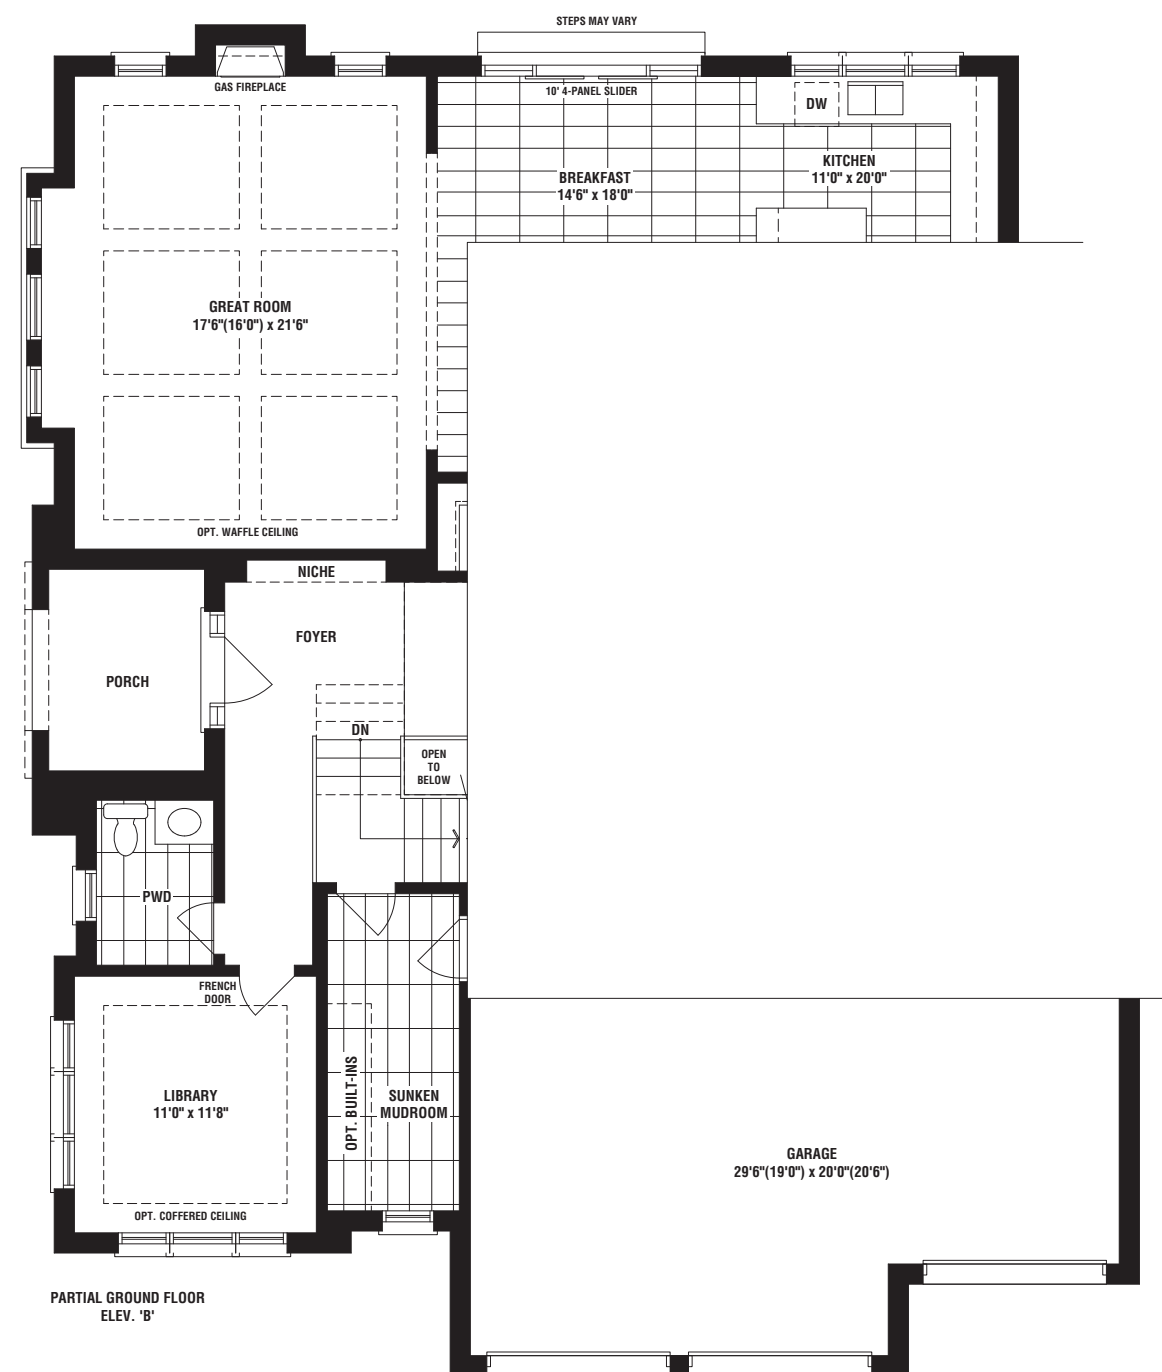 STEPS MAY VARY
GAS FIREPLACE
10' 4-PANEL SLIDER
DW
KITCHEN
11'0" x 20'0"
BREAKFAST
14'6" x 18'0"
GREAT ROOM
17'6"(16'0") x 21'6"
OPT. WAFFLE CEILING
NICHE
FOYER
PORCH
DN
OPEN
TO
BELOW
PWD
FRENCH
DOOR
LIBRARY
11'0" x 11'8"
OPT. BUILT-INS
SUNKEN
MUDROOM
GARAGE
29'6"(19'0") x 20'0"(20'6")
OPT. COFFERED CEILING
PARTIAL GROUND FLOOR
ELEV. 'B'